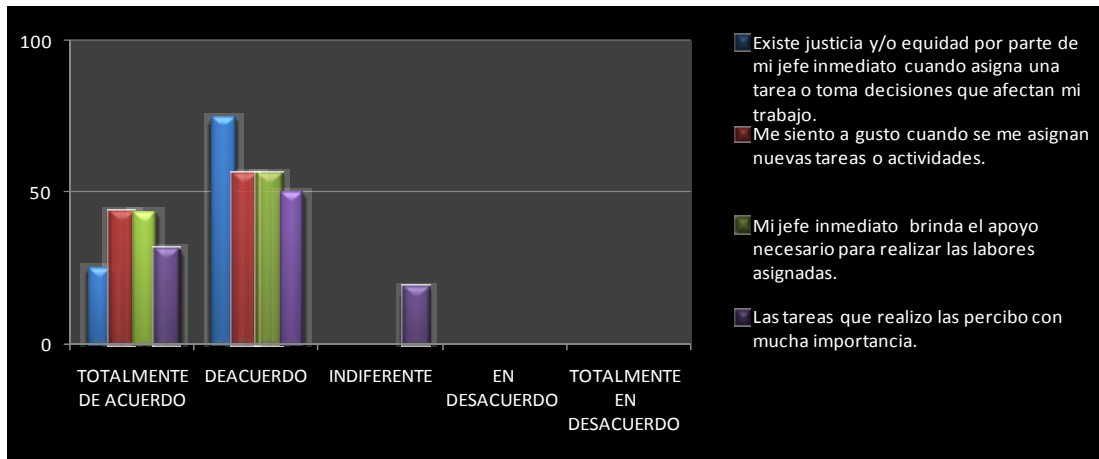 100
50
0
TOTALMENTE
DE ACUERDO
DEACUERDO
INDIFERENTE
EN
DESACUERDO
TOTALMENTE
EN
DESACUERDO
Existe justicia y/o equidad por parte de
mi jefe inmediato cuando asigna una
tarea o toma decisiones que afectan mi
trabajo.
Me siento a gusto cuando se me asignan
nuevas tareas o actividades.
Mi jefe inmediato brinda el apoyo
necesario para realizar las labores
asignadas.
Las tareas que realizo las percibo con
mucha importancia.